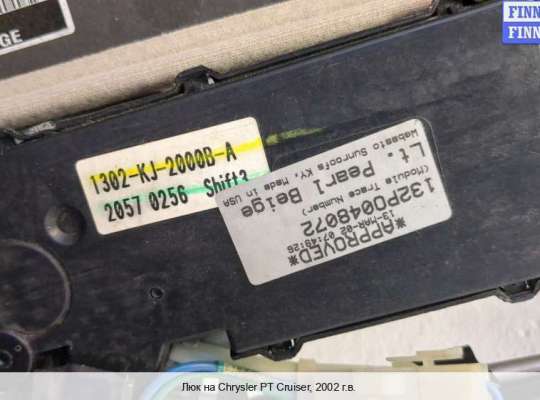 GE
FINN
FINN
1302-KJ-2000B-A
2057 0256 Shift3
*APPROVED*
13-MAR-02 07:49:26
132P0048072
(Module Trace Number)
Lt. Pearl Beige
Webasto Sunroofs KY, Made in USA
Люк на Chrysler PT Cruiser, 2002 г.в.